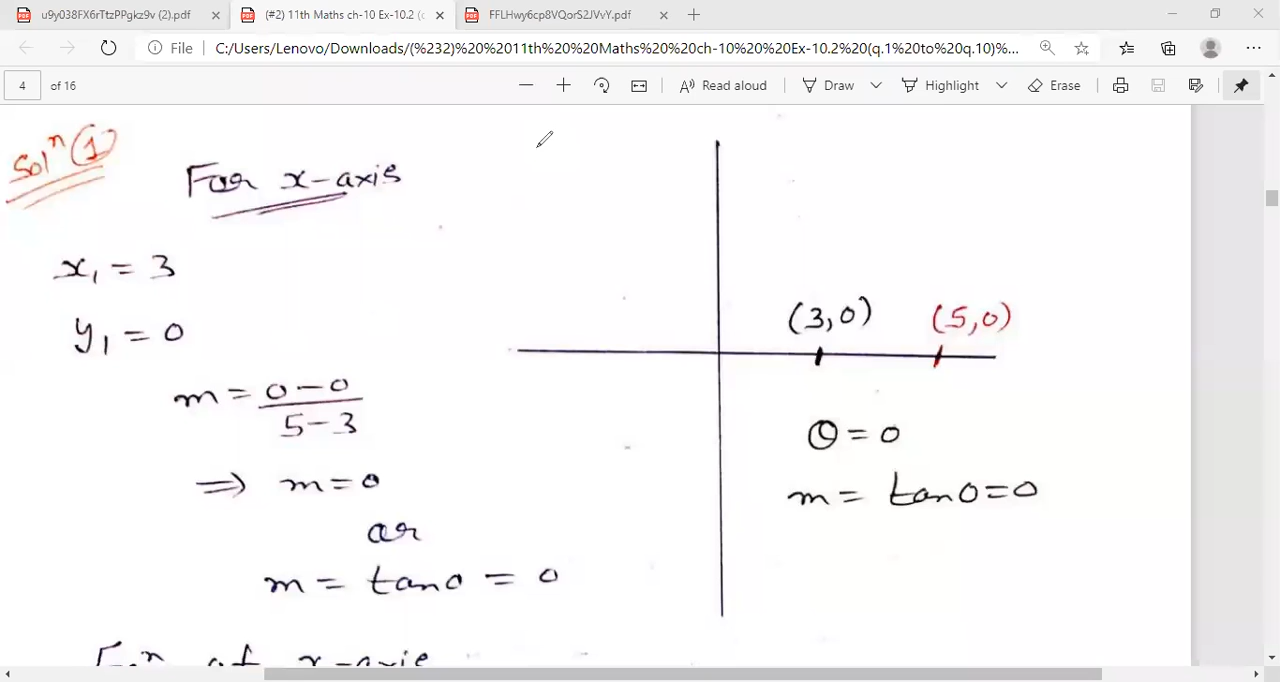 u9y038FX6rTtzPPgkz9v (2).pdf
(#2) 11th Maths ch-10 Ex-10.2 (c
FFLHwy6cp8VQorS2JVvY.pdf
File
C:/Users/Lenovo/Downloads/(%232)%20%2011th%20%20Maths%20%20ch-10%20%20Ex-10.2%20(q.1%20to%20q.10)%...
4 of 16
Read aloud
Draw
Highlight
Erase
Solⁿ(1)
For x-axis
x₁ = 3
y₁ = 0
m = 0-0
5-3
⇒ m=0
or
m = tan0 = 0
(3,0)
(5,0)
θ = 0
m = tan0=0
Eqⁿ of x-axis